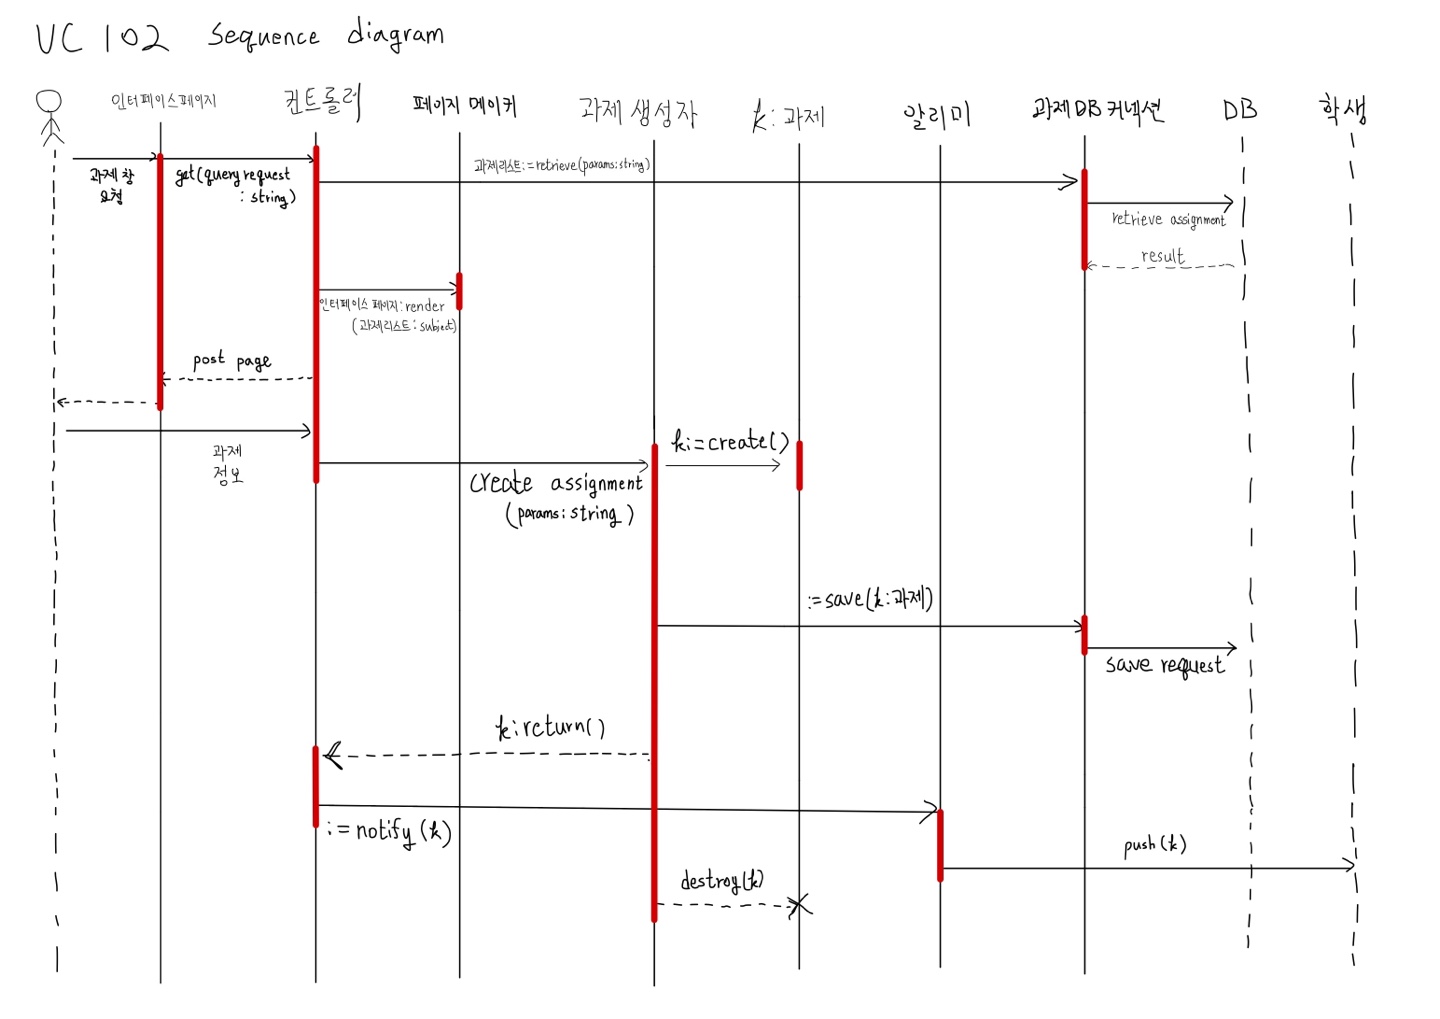 UC 102 Sequence diagram
인터페이스페이지
컨트롤러
페이지 메이커
과제 생성자
k:과제
알리미
과제DB커넥션
DB
학생
과제 창
요청
get(query request
: string)
과제리스트:=retrieve(params:string)
retrieve assignment
result
인터페이스 페이지:render
(과제리스트:subject)
post page
과제
정보
create assignment
(params:string)
k:=create()
:=save(k:과제)
save request
k:return()
:= notify(k)
push(k)
destroy(k)